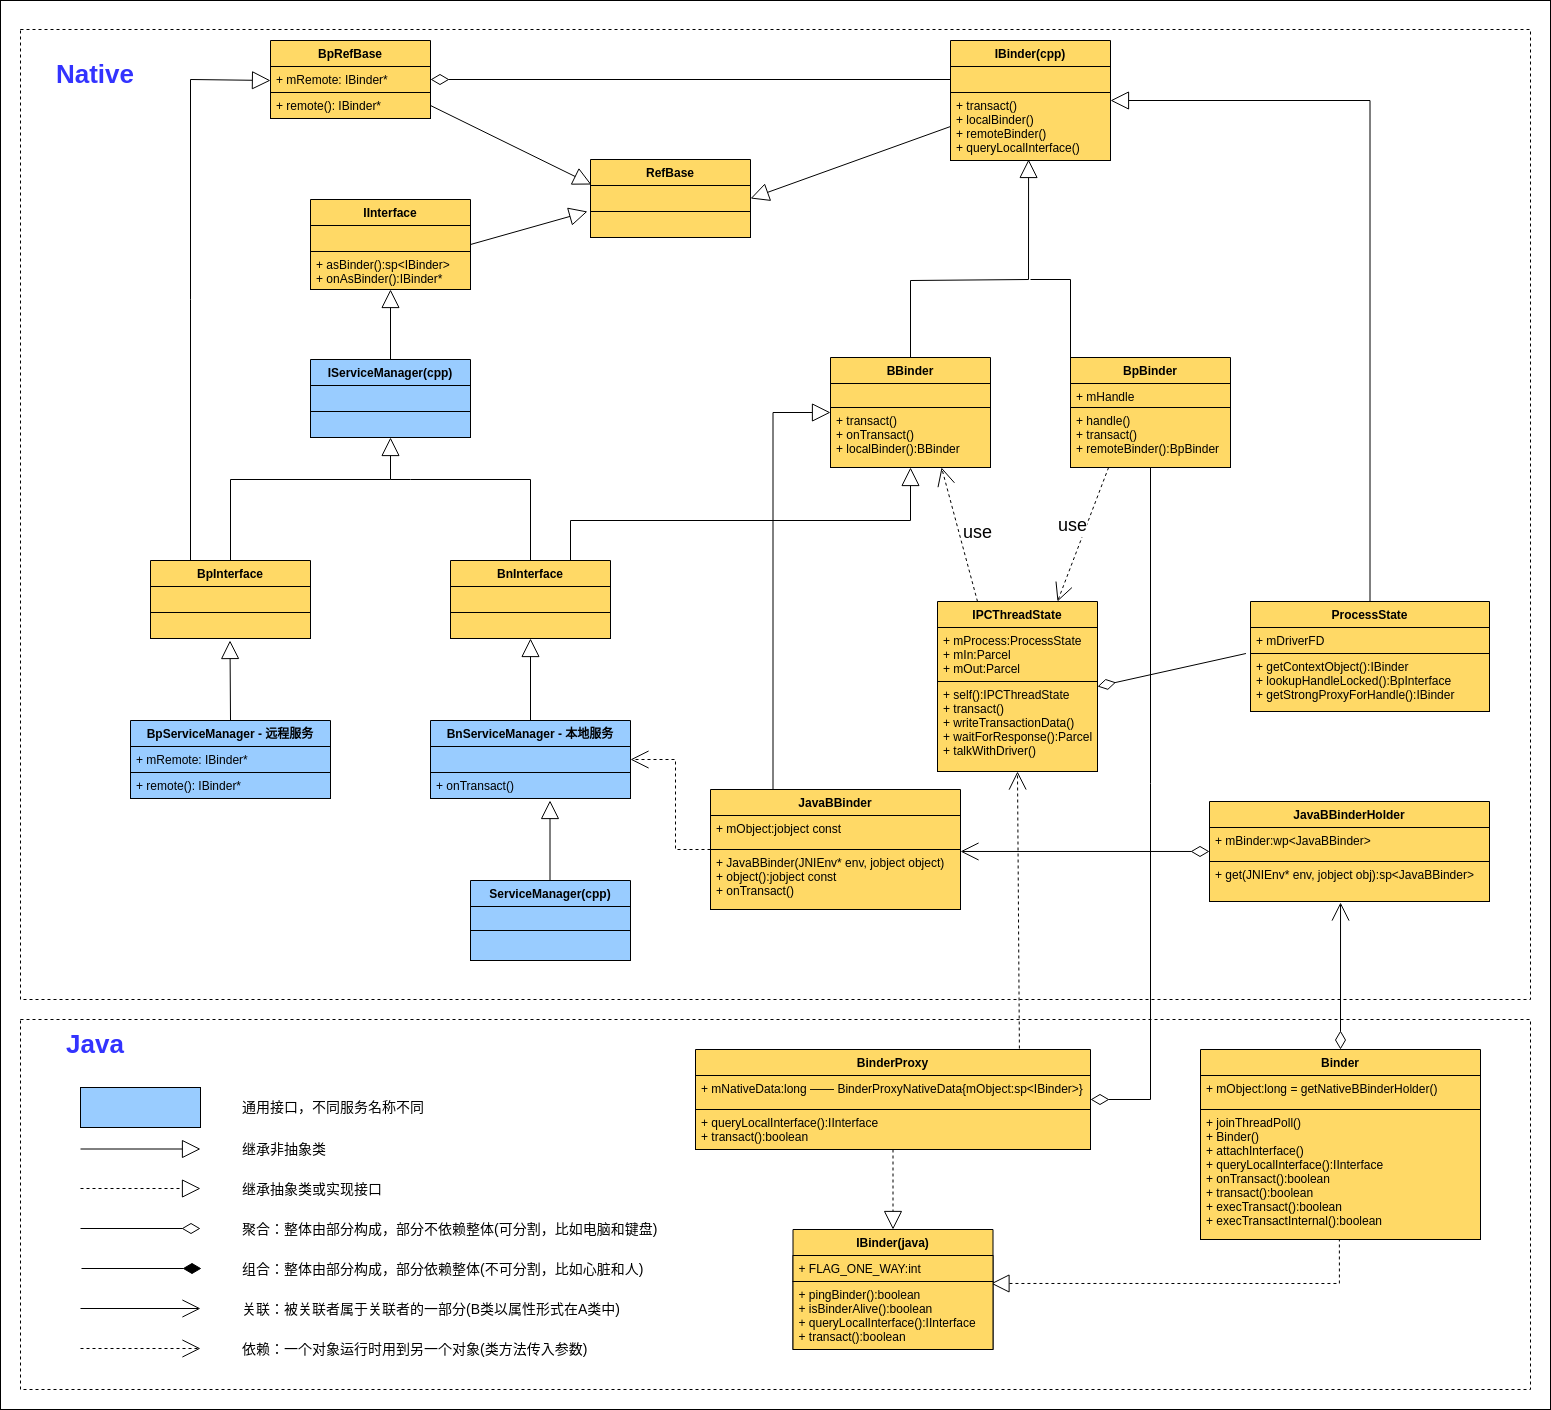 Native
BpRefBase
+ mRemote: IBinder*
+ remote(): IBinder*
IBinder(cpp)
+ transact()
+ localBinder()
+ remoteBinder()
+ queryLocalInterface()
RefBase
IInterface
+ asBinder():sp<IBinder>
+ onAsBinder():IBinder*
IServiceManager(cpp)
BBinder
+ transact()
+ onTransact()
+ localBinder():BBinder
BpBinder
+ mHandle
+ handle()
+ transact()
+ remoteBinder():BpBinder
use
use
BpInterface
BnInterface
IPCThreadState
+ mProcess:ProcessState
+ mIn:Parcel
+ mOut:Parcel
+ self():IPCThreadState
+ transact()
+ writeTransactionData()
+ waitForResponse():Parcel
+ talkWithDriver()
ProcessState
+ mDriverFD
+ getContextObject():IBinder
+ lookupHandleLocked():BpInterface
+ getStrongProxyForHandle():IBinder
BpServiceManager - 远程服务
+ mRemote: IBinder*
+ remote(): IBinder*
BnServiceManager - 本地服务
+ onTransact()
JavaBBinder
+ mObject:jobject const
+ JavaBBinder(JNIEnv* env, jobject object)
+ object():jobject const
+ onTransact()
JavaBBinderHolder
+ mBinder:wp<JavaBBinder>
+ get(JNIEnv* env, jobject obj):sp<JavaBBinder>
ServiceManager(cpp)
Java
通用接口，不同服务名称不同
继承非抽象类
继承抽象类或实现接口
聚合：整体由部分构成，部分不依赖整体(可分割，比如电脑和键盘)
组合：整体由部分构成，部分依赖整体(不可分割，比如心脏和人)
关联：被关联者属于关联者的一部分(B类以属性形式在A类中)
依赖：一个对象运行时用到另一个对象(类方法传入参数)
BinderProxy
+ mNativeData:long —— BinderProxyNativeData{mObject:sp<IBinder>}
+ queryLocalInterface():IInterface
+ transact():boolean
Binder
+ mObject:long = getNativeBBinderHolder()
+ joinThreadPoll()
+ Binder()
+ attachInterface()
+ queryLocalInterface():IInterface
+ onTransact():boolean
+ transact():boolean
+ execTransact():boolean
+ execTransactInternal():boolean
IBinder(java)
+ FLAG_ONE_WAY:int
+ pingBinder():boolean
+ isBinderAlive():boolean
+ queryLocalInterface():IInterface
+ transact():boolean